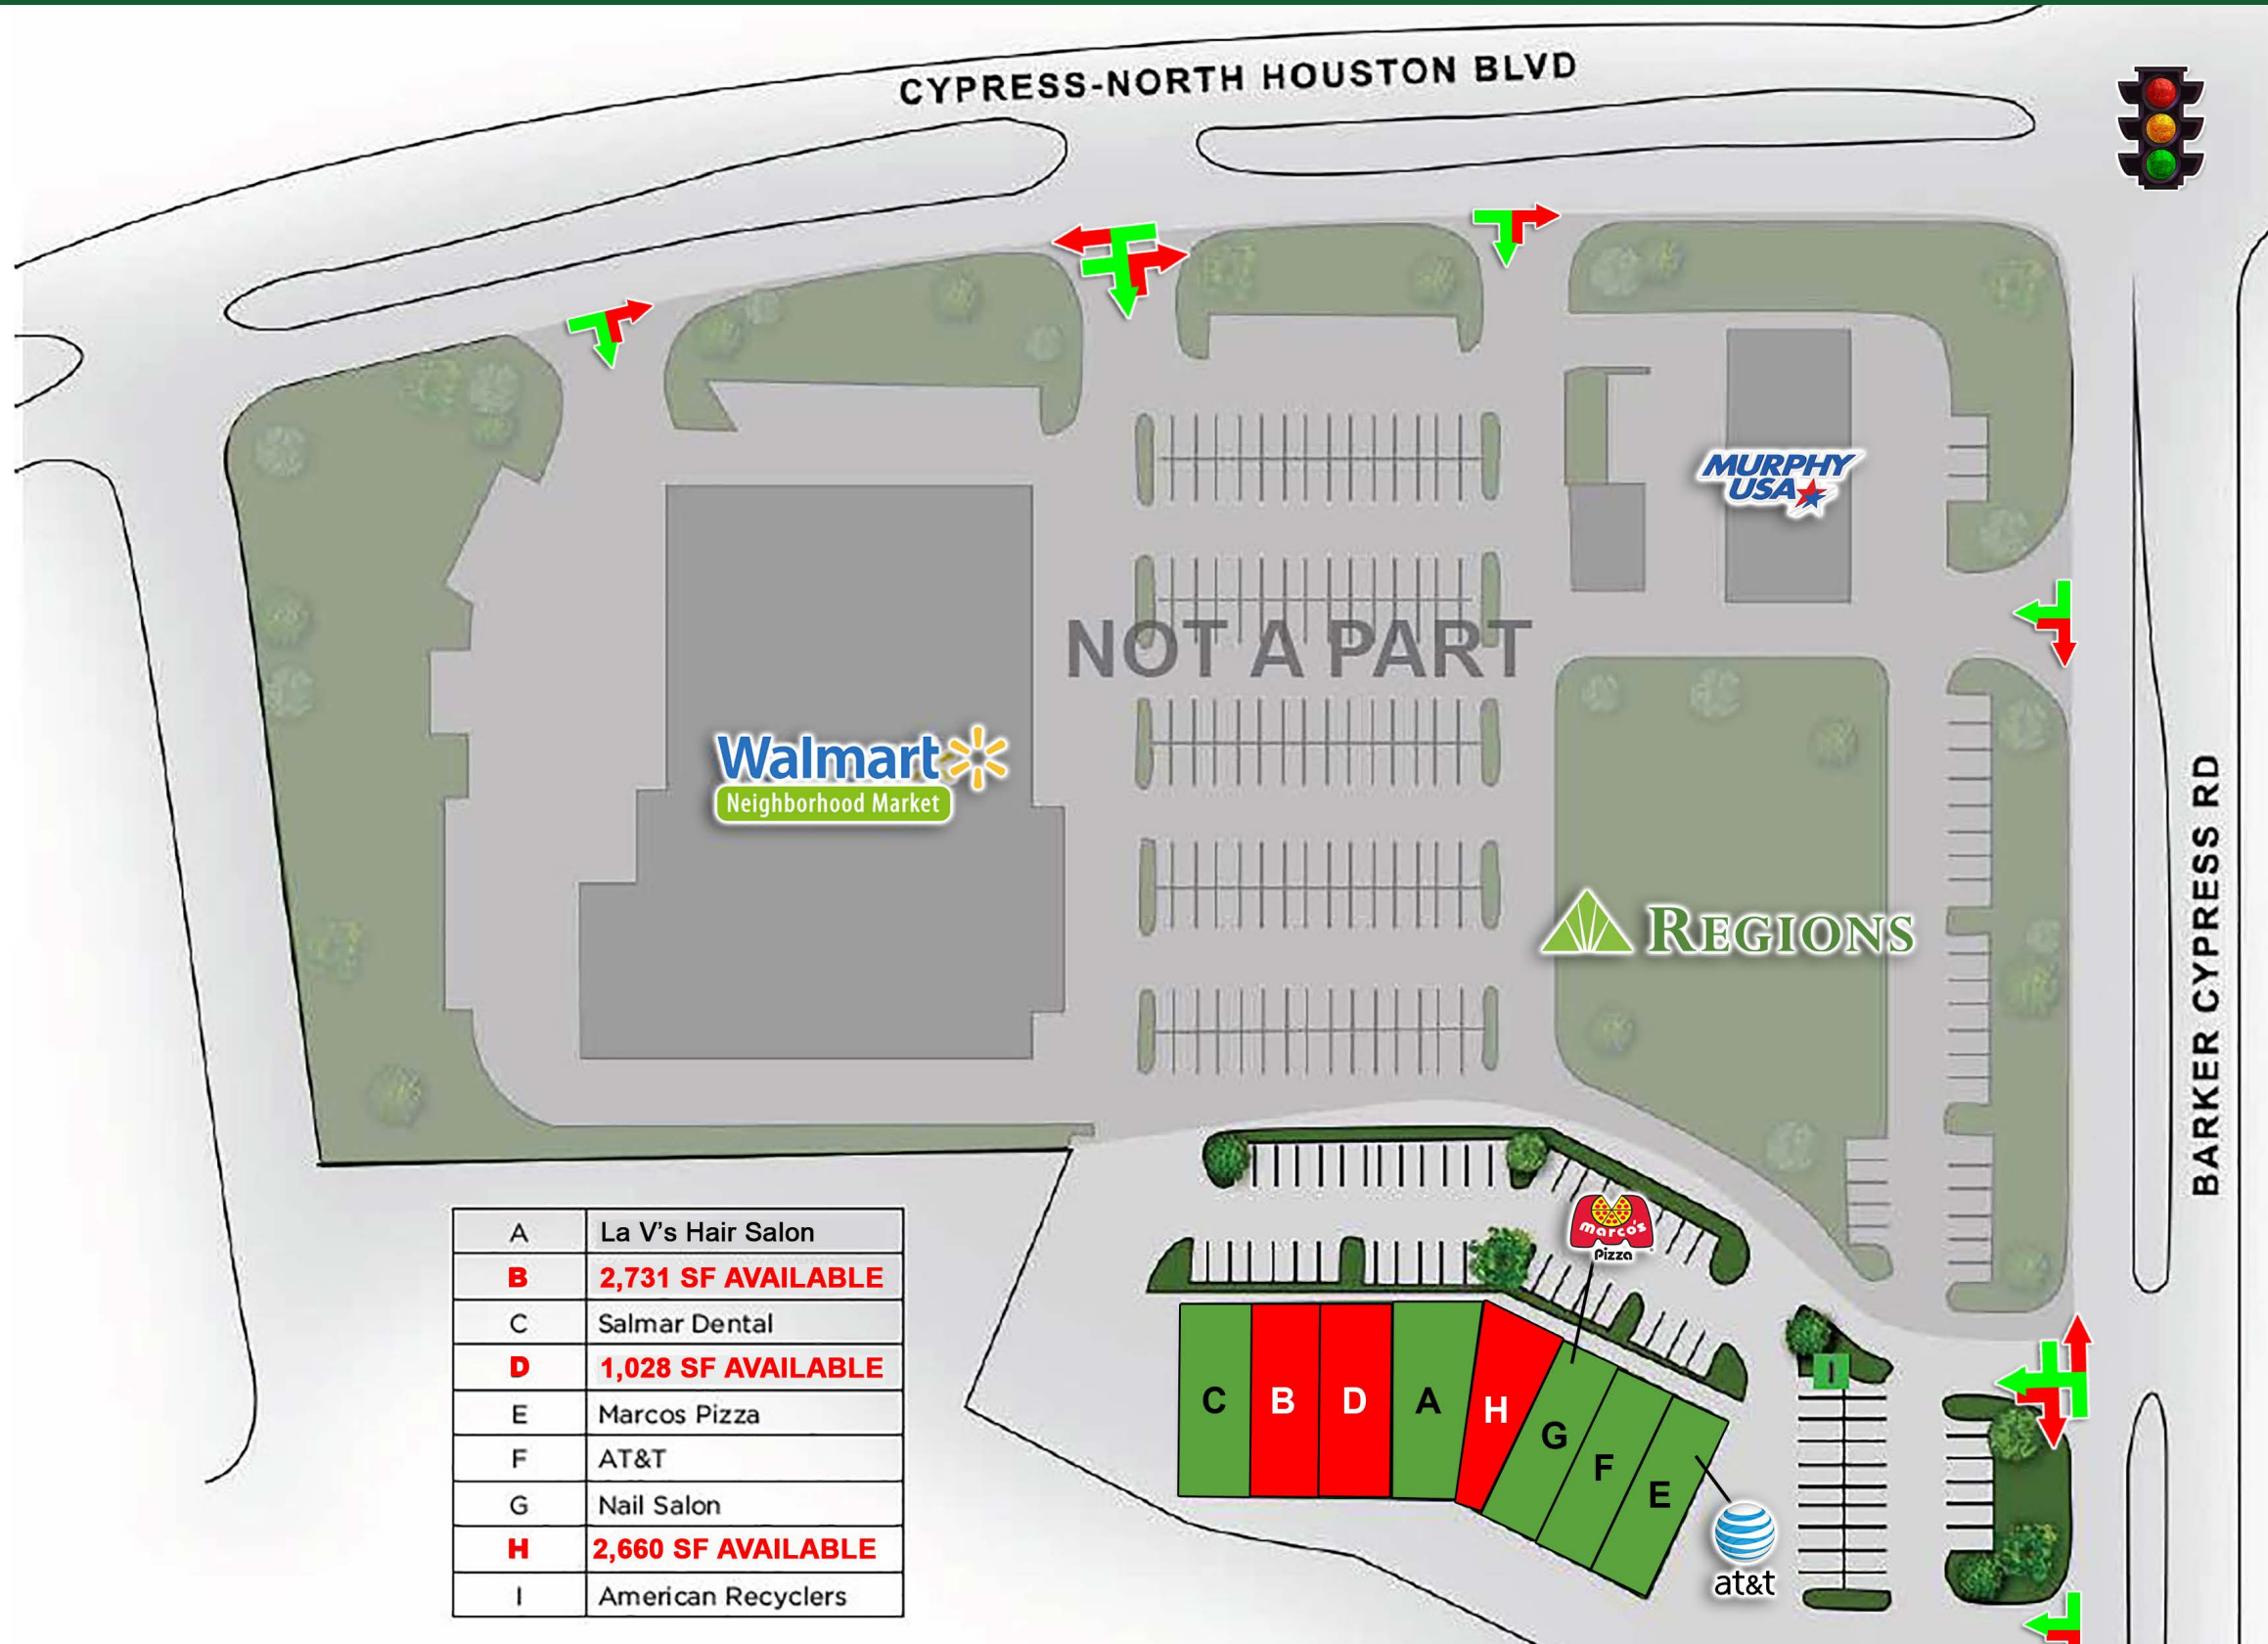 CYPRESS-NORTH HOUSTON BLVD
MURPHY
USA
NOT A PART
Walmart
Neighborhood Market
REGIONS
BARKER CYPRESS RD
A La V's Hair Salon
B 2,731 SF AVAILABLE
C Salmar Dental
D 1,028 SF AVAILABLE
E Marcos Pizza
F AT&T
G Nail Salon
H 2,660 SF AVAILABLE
I American Recyclers
marco's
Pizza
I
C
B
D
A
H
G
F
E
at&t